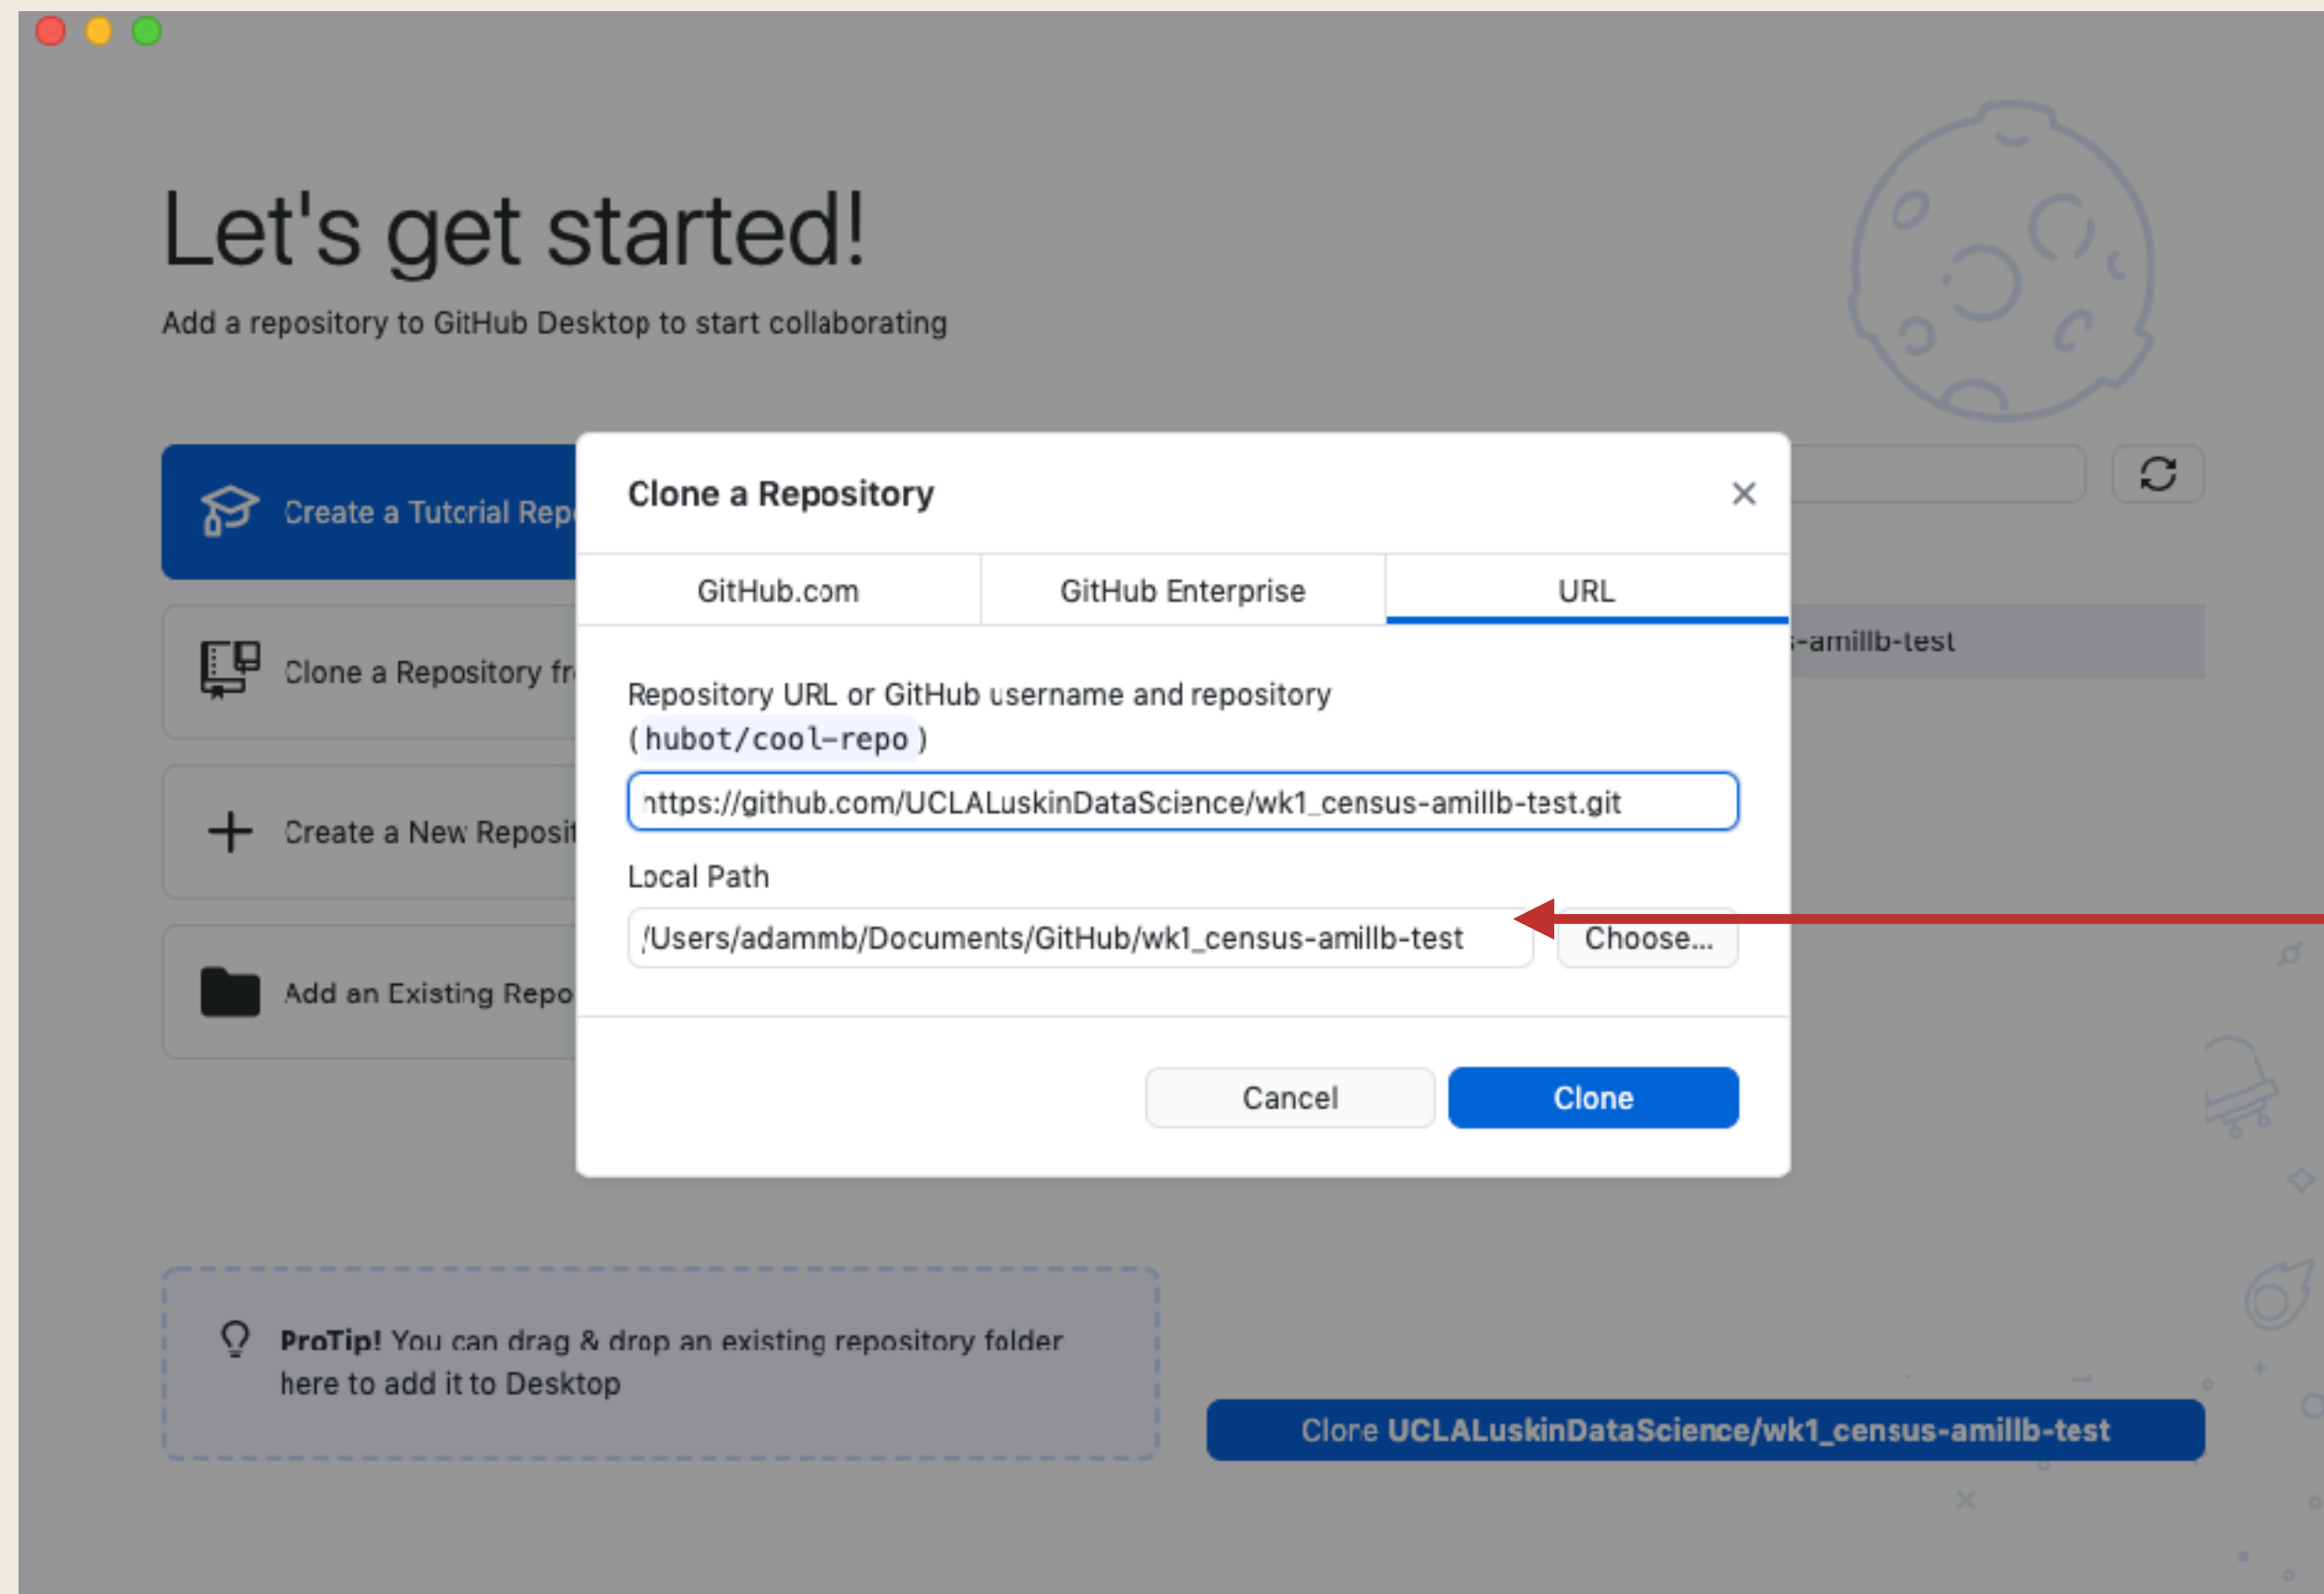 Let's get started!
Add a repository to GitHub Desktop to start collaborating
Create a Tutorial Rep
Clone a Repository fr
Create a New Reposit
Add an Existing Repo
Clone a Repository
GitHub.com
GitHub Enterprise
URL
Repository URL or GitHub username and repository
(hubot/cool-repo)
https://github.com/UCLALuskinDataScience/wk1_census-amillb-test.git
Local Path
/Users/adammb/Documents/GitHub/wk1_census-amillb-test
Choose...
Cancel
Clone
s-amillb-test
ProTip! You can drag & drop an existing repository folder
here to add it to Desktop
Clone UCLALuskinDataScience/wk1_census-amillb-test